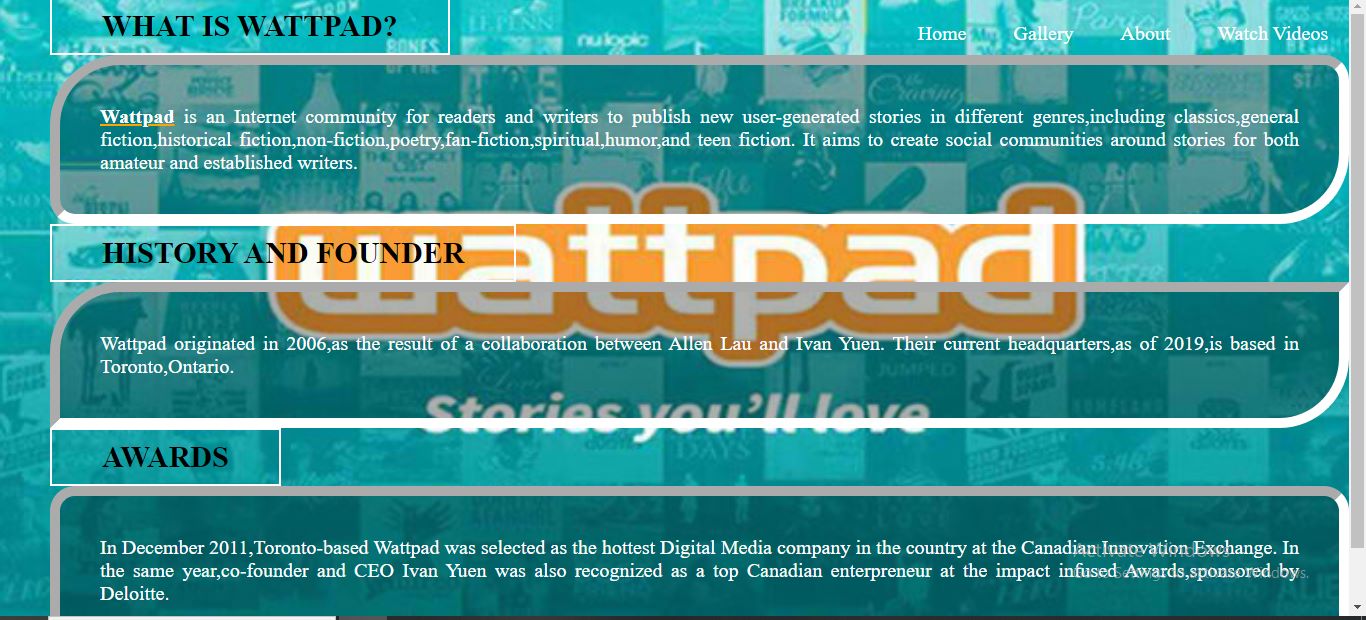 WHAT IS WATTPAD?
Home Gallery About Watch Videos
Wattpad is an Internet community for readers and writers to publish new user-generated stories in different genres,including classics,general
fiction,historical fiction,non-fiction,poetry,fan-fiction,spiritual,humor,and teen fiction. It aims to create social communities around stories for both
amateur and established writers.
wattpad
HISTORY AND FOUNDER
Wattpad originated in 2006,as the result of a collaboration between Allen Lau and Ivan Yuen. Their current headquarters,as of 2019,is based in
Toronto,Ontario.
Stories you'll love
AWARDS
In December 2011,Toronto-based Wattpad was selected as the hottest Digital Media company in the country at the Canadian Innovation Exchange. In
the same year,co-founder and CEO Ivan Yuen was also recognized as a top Canadian enterpreneur at the impact infused Awards,sponsored by
Deloitte.
Activate Windows